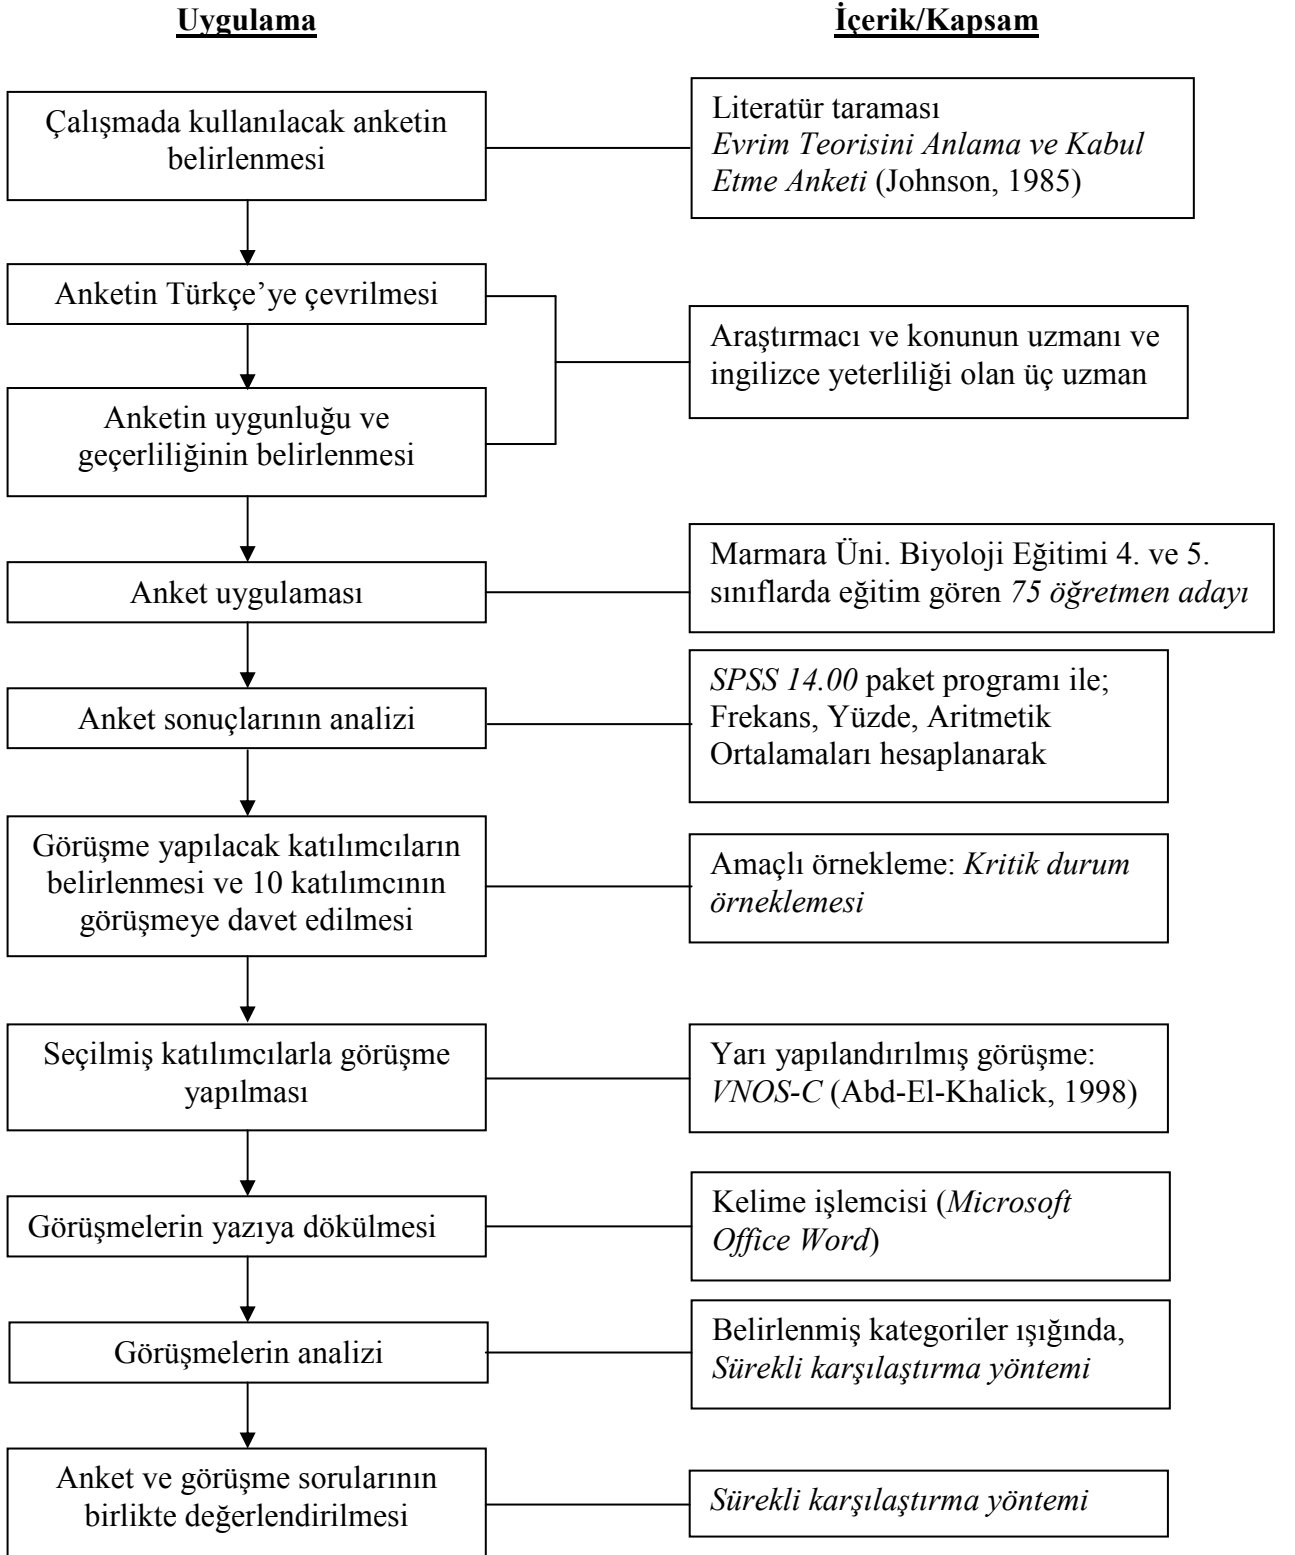 Uygulama
İçerik/Kapsam
Çalışmada kullanılacak anketin
belirlenmesi
Literatür taraması
Evrim Teorisini Anlama ve Kabul
Etme Anketi (Johnson, 1985)
Anketin Türkçe’ye çevrilmesi
Anketin uygunluğu ve
geçerliliğinin belirlenmesi
Araştırmacı ve konunun uzmanı ve
ingilizce yeterliliği olan üç uzman
Anket uygulaması
Marmara Üni. Biyoloji Eğitimi 4. ve 5.
sınıflarda eğitim gören 75 öğretmen adayı
Anket sonuçlarının analizi
SPSS 14.00 paket programı ile;
Frekans, Yüzde, Aritmetik
Ortalamaları hesaplanarak
Görüşme yapılacak katılımcıların
belirlenmesi ve 10 katılımcının
görüşmeye davet edilmesi
Amaçlı örnekleme: Kritik durum
örneklemesi
Seçilmiş katılımcılarla görüşme
yapılması
Yarı yapılandırılmış görüşme:
VNOS-C (Abd-El-Khalick, 1998)
Görüşmelerin yazıya dökülmesi
Kelime işlemcisi (Microsoft
Office Word)
Görüşmelerin analizi
Belirlenmiş kategoriler ışığında,
Sürekli karşılaştırma yöntemi
Anket ve görüşme sorularının
birlikte değerlendirilmesi
Sürekli karşılaştırma yöntemi